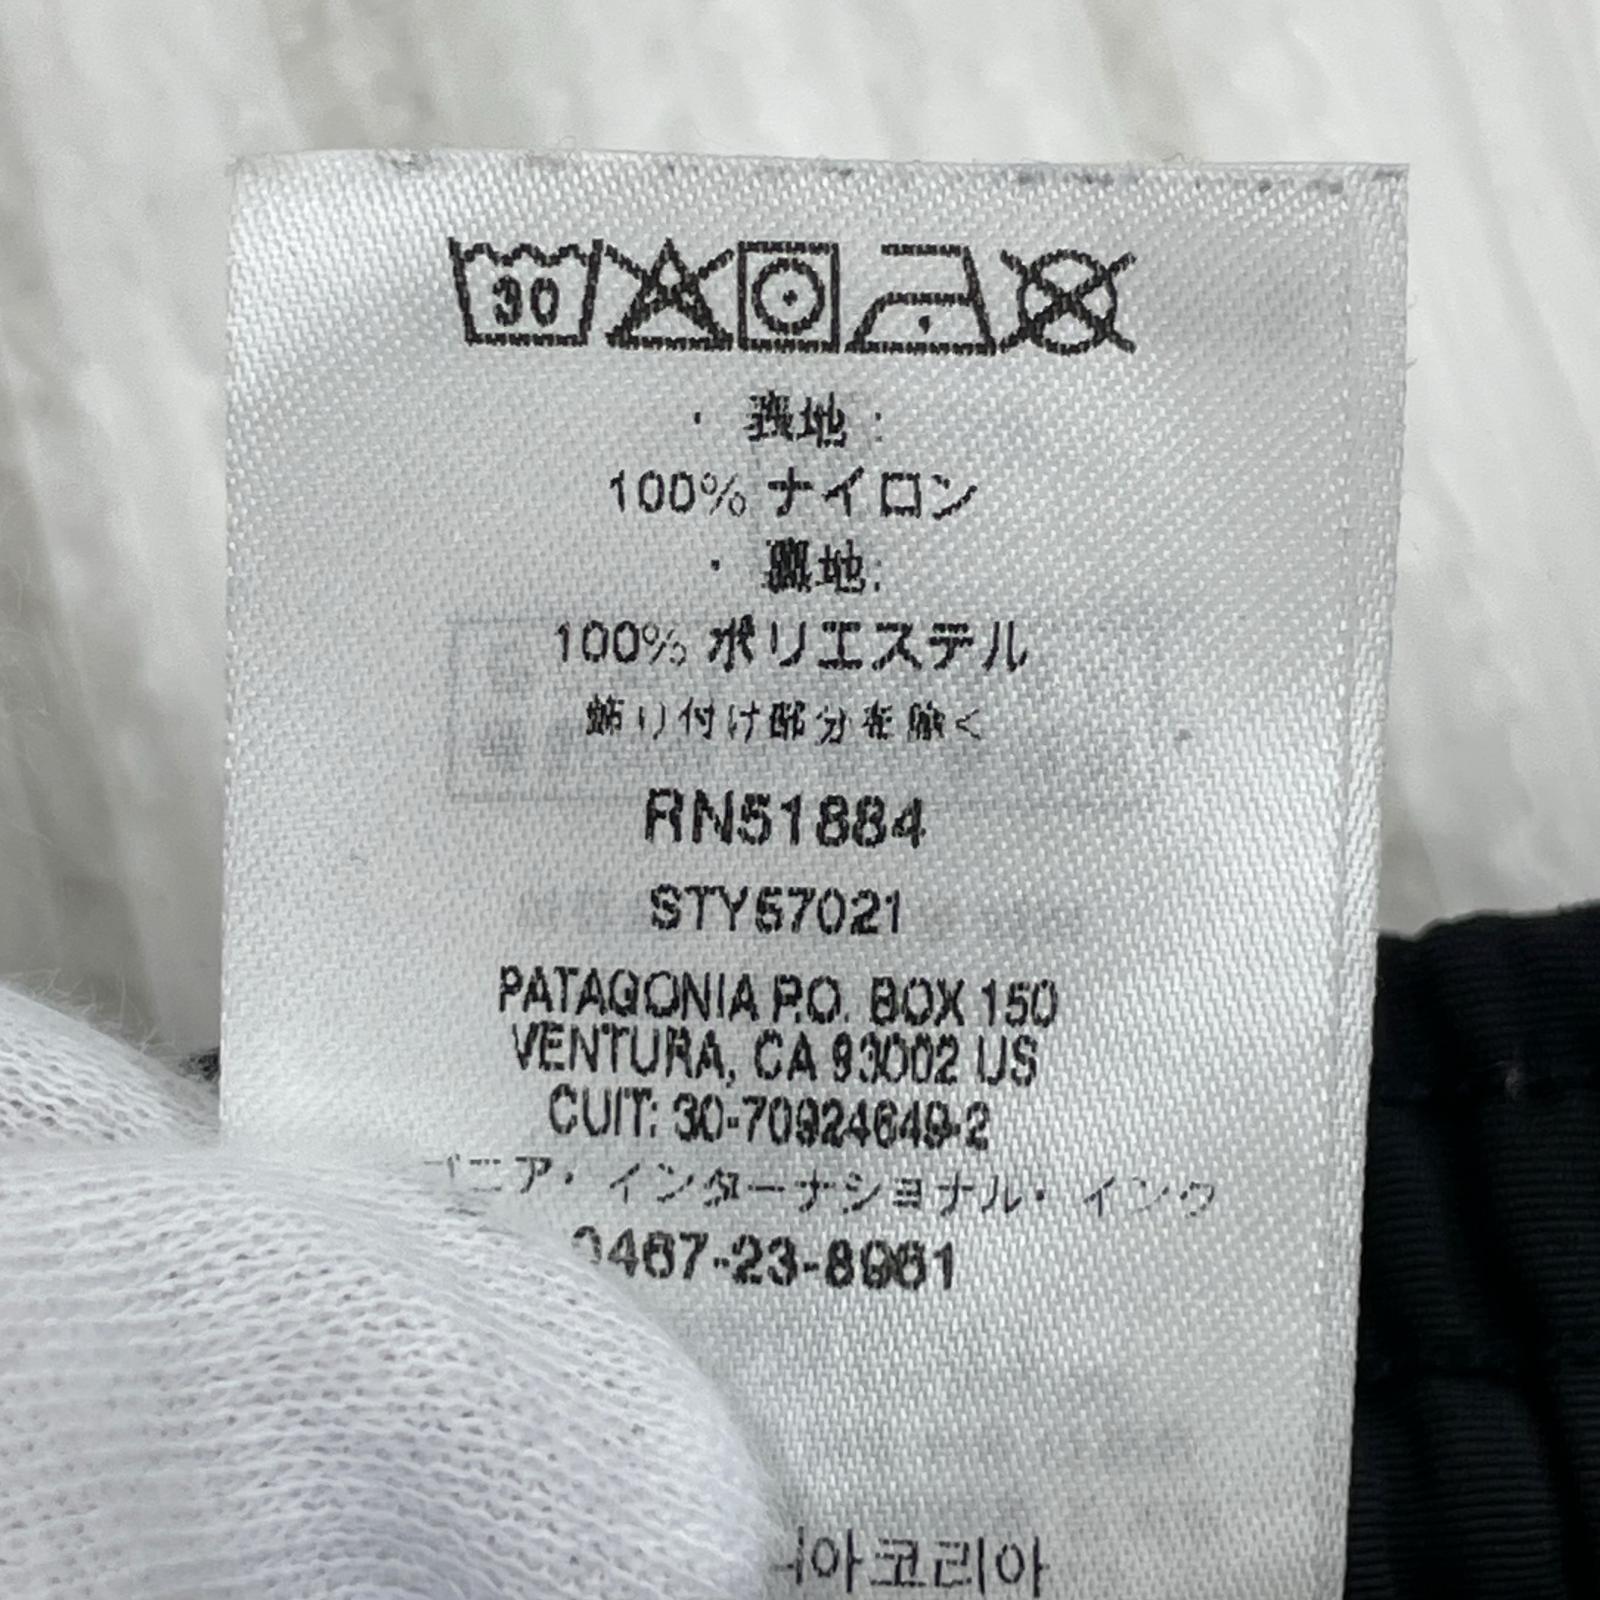 30
・ 表地:
100% ナイロン
・ 裏地:
100% ポリエステル
飾り付け部分を除く
RN51884
STY57021
PATAGONIA P.O. BOX 150
VENTURA, CA 93002 US
CUIT: 30-70924649-2
ニア・インターナショナル・インク
0467-23-8961
아코리아